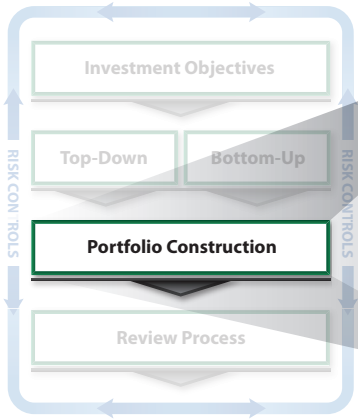 Investment Objectives
RISK CONTROLS
Top-Down
Bottom-Up
RISK CONTROLS
Portfolio Construction
Review Process